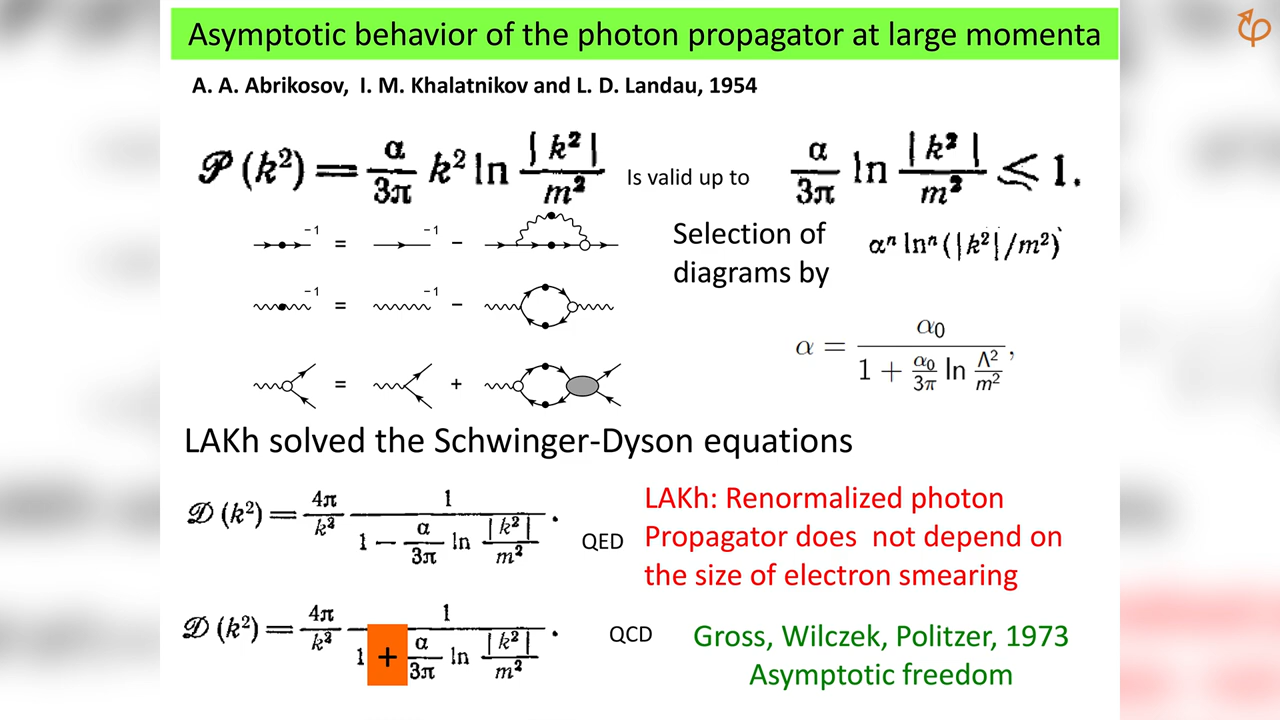 Asymptotic behavior of the photon propagator at large momenta
A. A. Abrikosov, I. M. Khalatnikov and L. D. Landau, 1954
𝒫 (k²) = α/3π k² ln |k²|/m² Is valid up to α/3π ln |k²|/m² ⩽ 1.
−1 = −1 −
Selection of
diagrams by
αⁿ lnⁿ (|k²|/m²)
−1 = −1 −
α = α₀ / (1 + α₀/3π ln Λ²/m²),
= +
LAKh solved the Schwinger-Dyson equations
𝒟 (k²) = 4π/k² 1 / (1 − α/3π ln |k²|/m²). QED
LAKh: Renormalized photon
Propagator does not depend on
the size of electron smearing
𝒟 (k²) = 4π/k² 1 / (1 + α/3π ln |k²|/m²). QCD
Gross, Wilczek, Politzer, 1973
Asymptotic freedom